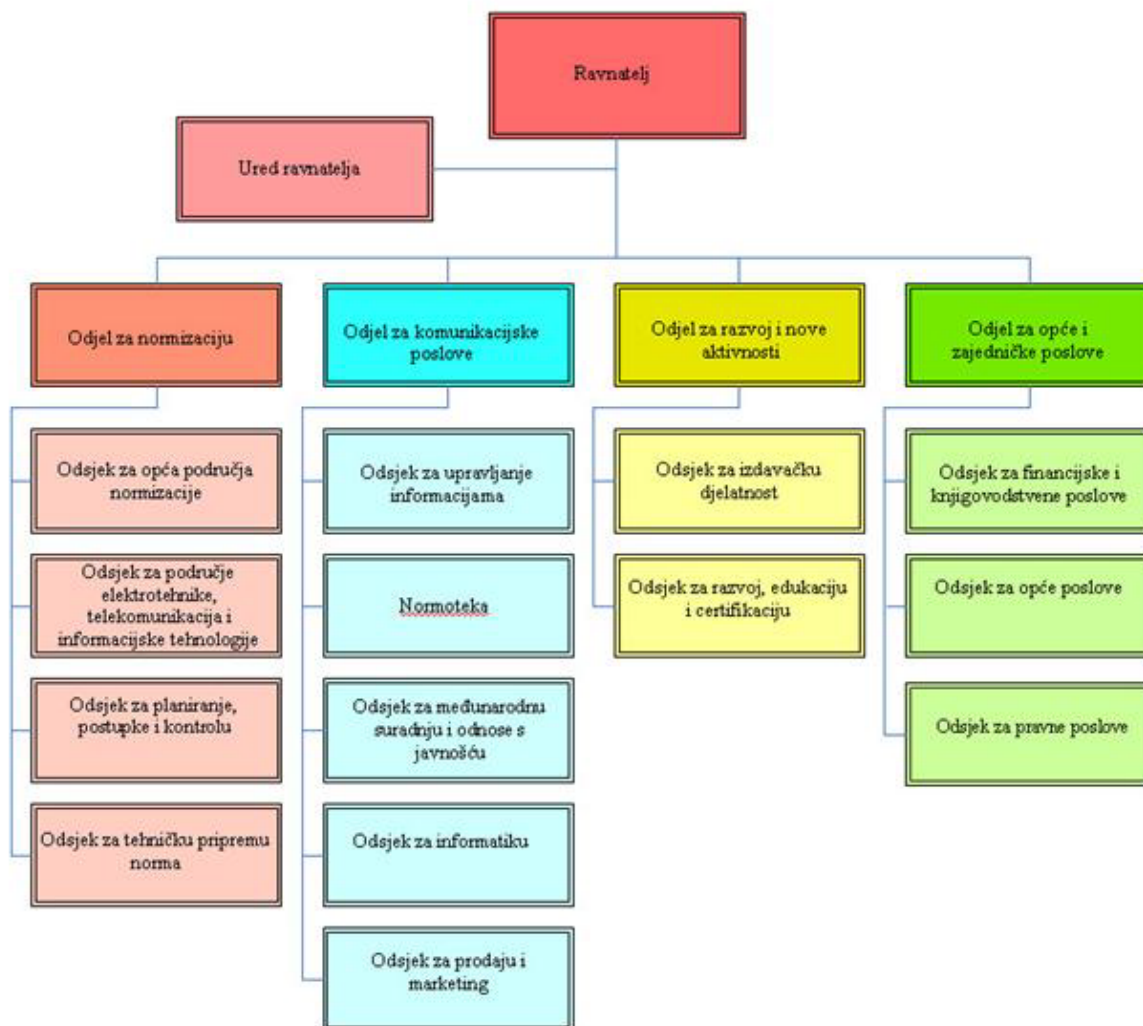 Ravnatelj
Ured ravnatelja
Odjel za normizaciju
Odjel za komunikacijske
poslove
Odjel za razvoj i nove
aktivnosti
Odjel za opće i
zajedničke poslove
Odsjek za opća područja
normizacije
Odsjek za područje
elektrotehnike,
telekomunikacija i
informacijske tehnologije
Odsjek za planiranje,
postupke i kontrolu
Odsjek za tehničku pripremu
norma
Odsjek za upravljanje
informacijama
Normoteka
Odsjek za međunarodnu
suradnju i odnose s
javnošću
Odsjek za informatiku
Odsjek za prodaju i
marketing
Odsjek za izdavačku
djelatnost
Odsjek za razvoj, edukaciju
i certifikaciju
Odsjek za financijske i
knjigovodstvene poslove
Odsjek za opće poslove
Odsjek za pravne poslove